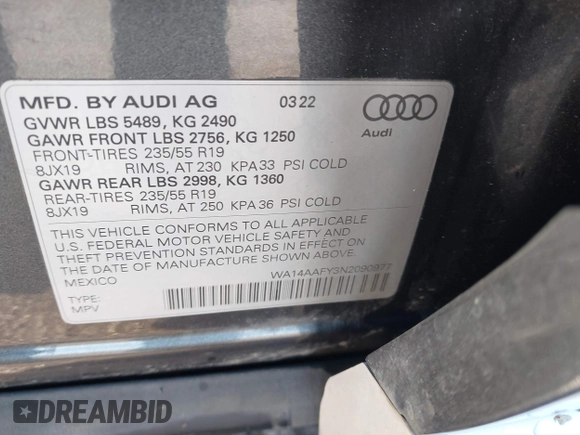 MFD. BY AUDI AG 03 22
GVWR LBS 5489, KG 2490
GAWR FRONT LBS 2756, KG 1250
FRONT-TIRES 235/55 R19
8JX19 RIMS, AT 230 KPA 33 PSI COLD
GAWR REAR LBS 2998, KG 1360
REAR-TIRES 235/55 R19
8JX19 RIMS, AT 250 KPA 36 PSI COLD
Audi
THIS VEHICLE CONFORMS TO ALL APPLICABLE
U.S. FEDERAL MOTOR VEHICLE SAFETY AND
THEFT PREVENTION STANDARDS IN EFFECT ON
THE DATE OF MANUFACTURE SHOWN ABOVE.
MEXICO
WA14AAFY3N2090977
TYPE:
MPV
DREAMBID